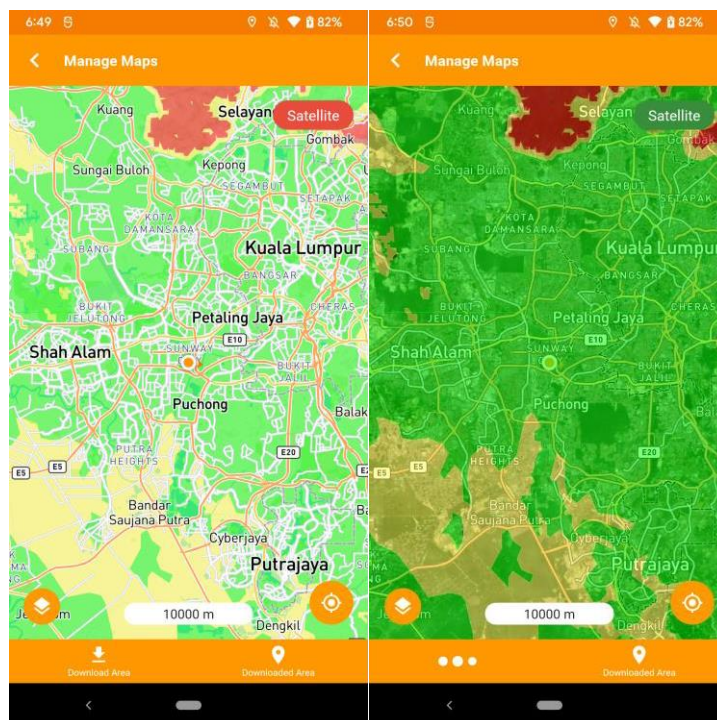 6:49
82%
Manage Maps
Kuang
Selayan
Satellite
Gombak
Sungai Buloh
Kepong
SEGAMBUT
SETAPAK
KOTA
DAMANSARA
SUBANG
Kuala Lumpur
BANGSAR
BUKIT
JELUTONG
CHERAS
Petaling Jaya
E10
Shah Alam
SUNWAY
BUKIT
JALIL
Puchong
Balak
PUTRA
HEIGHTS
E20
E5
E5
Bandar
Saujana Putra
Cyberjaya
Putrajaya
10000 m
Dengkil
Download Area
Downloaded Area
6:50
82%
Manage Maps
Kuang
Selayan
Satellite
Gombak
Sungai Buloh
Kepong
SEGAMBUT
SETAPAK
KOTA
DAMANSARA
SUBANG
Kuala Lumpu
BANGSAR
BUKIT
JELUTONG
CHERAS
Petaling Jaya
E10
Shah Alam
SUNWAY
BUKIT
JALIL
Puchong
Bala
PUTRA
HEIGHTS
E20
E5
E5
Bandar
Saujana Putra
Cyberjaya
Putrajaya
10000 m
Dengkil
Downloaded Area